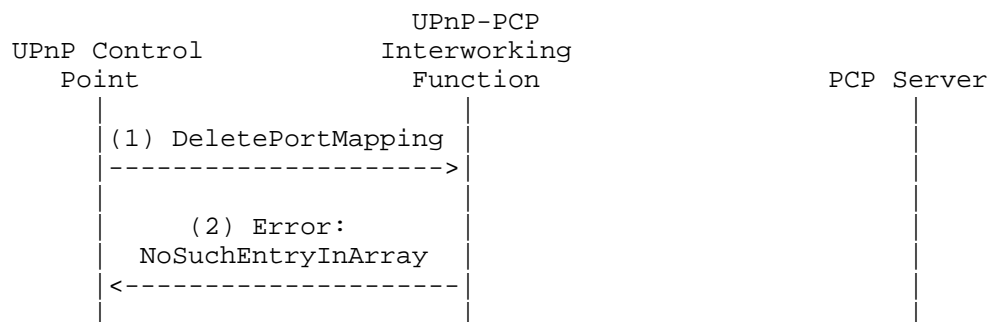 UPnP-PCP
UPnP Control Interworking
Point Function PCP Server
(1) DeletePortMapping
(2) Error:
NoSuchEntryInArray